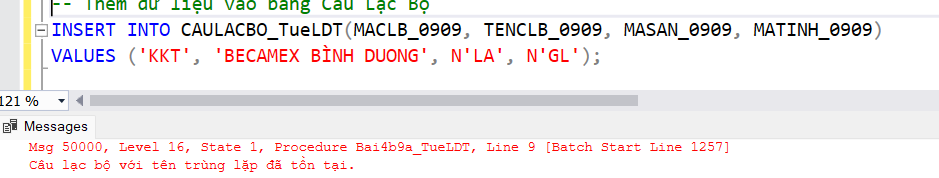 -- Thêm dữ liệu vào bảng Câu Lạc Bộ
INSERT INTO CAULACBO_TueLDT(MACLB_0909, TENCLB_0909, MASAN_0909, MATINH_0909)
VALUES ('KKT', 'BECAMEX BÌNH DUONG', N'LA', N'GL');
121 %
Messages
Msg 50000, Level 16, State 1, Procedure Bai4b9a_TueLDT, Line 9 [Batch Start Line 1257]
Câu lạc bộ với tên trùng lặp đã tồn tại.